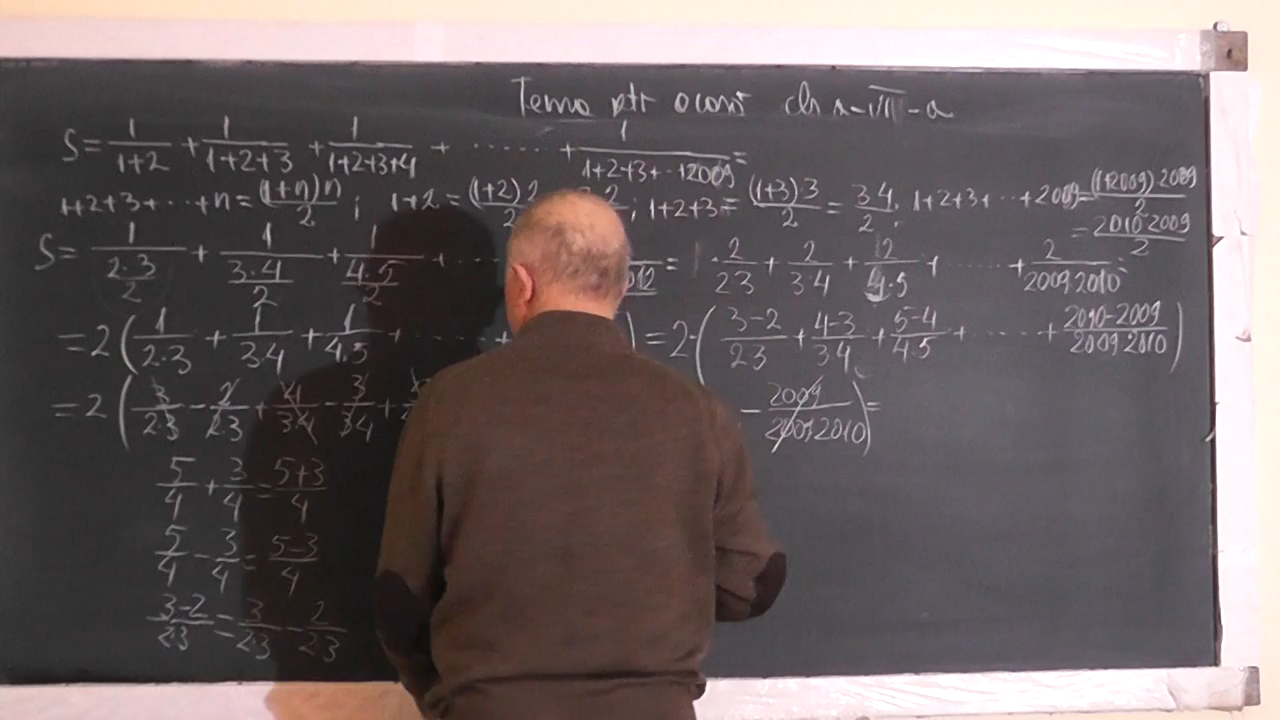 Tema ptr
S = 1/(1+2) + 1/(1+2+3) + 1/(1+2+3+4) + ...... + 1/(1+2+3+...+2009) =
1+2+3+...+n = (1+n)n/2 ; 1+2 = (1+2)2/2 ; 1+2+3 = (1+3)·3/2 = 3·4/2 ; 1+2+3+...+2009 = (1+2009)·2009/2
= 2010·2009/2
S = 1/(2·3/2) + 1/(3·4/2) + 1/(4·5/2) + ... = 2/(2·3) + 2/(3·4) + 2/(4·5) + ...... + 2/(2009·2010) =
= 2(1/(2·3) + 1/(3·4) + 1/(4·5) + ...... + ) = 2·((3-2)/(2·3) + (4-3)/(3·4) + (5-4)/(4·5) + ...... + (2010-2009)/(2009·2010))
= 2(3/(2·3) - 2/(2·3) + 4/(3·4) - 3/(3·4) + - 2009/(2009·2010)) =
5/4 + 3/4 = (5+3)/4
5/4 - 3/4 = (5-3)/4
(3-2)/(2·3) = 3/(2·3) - 2/(2·3)